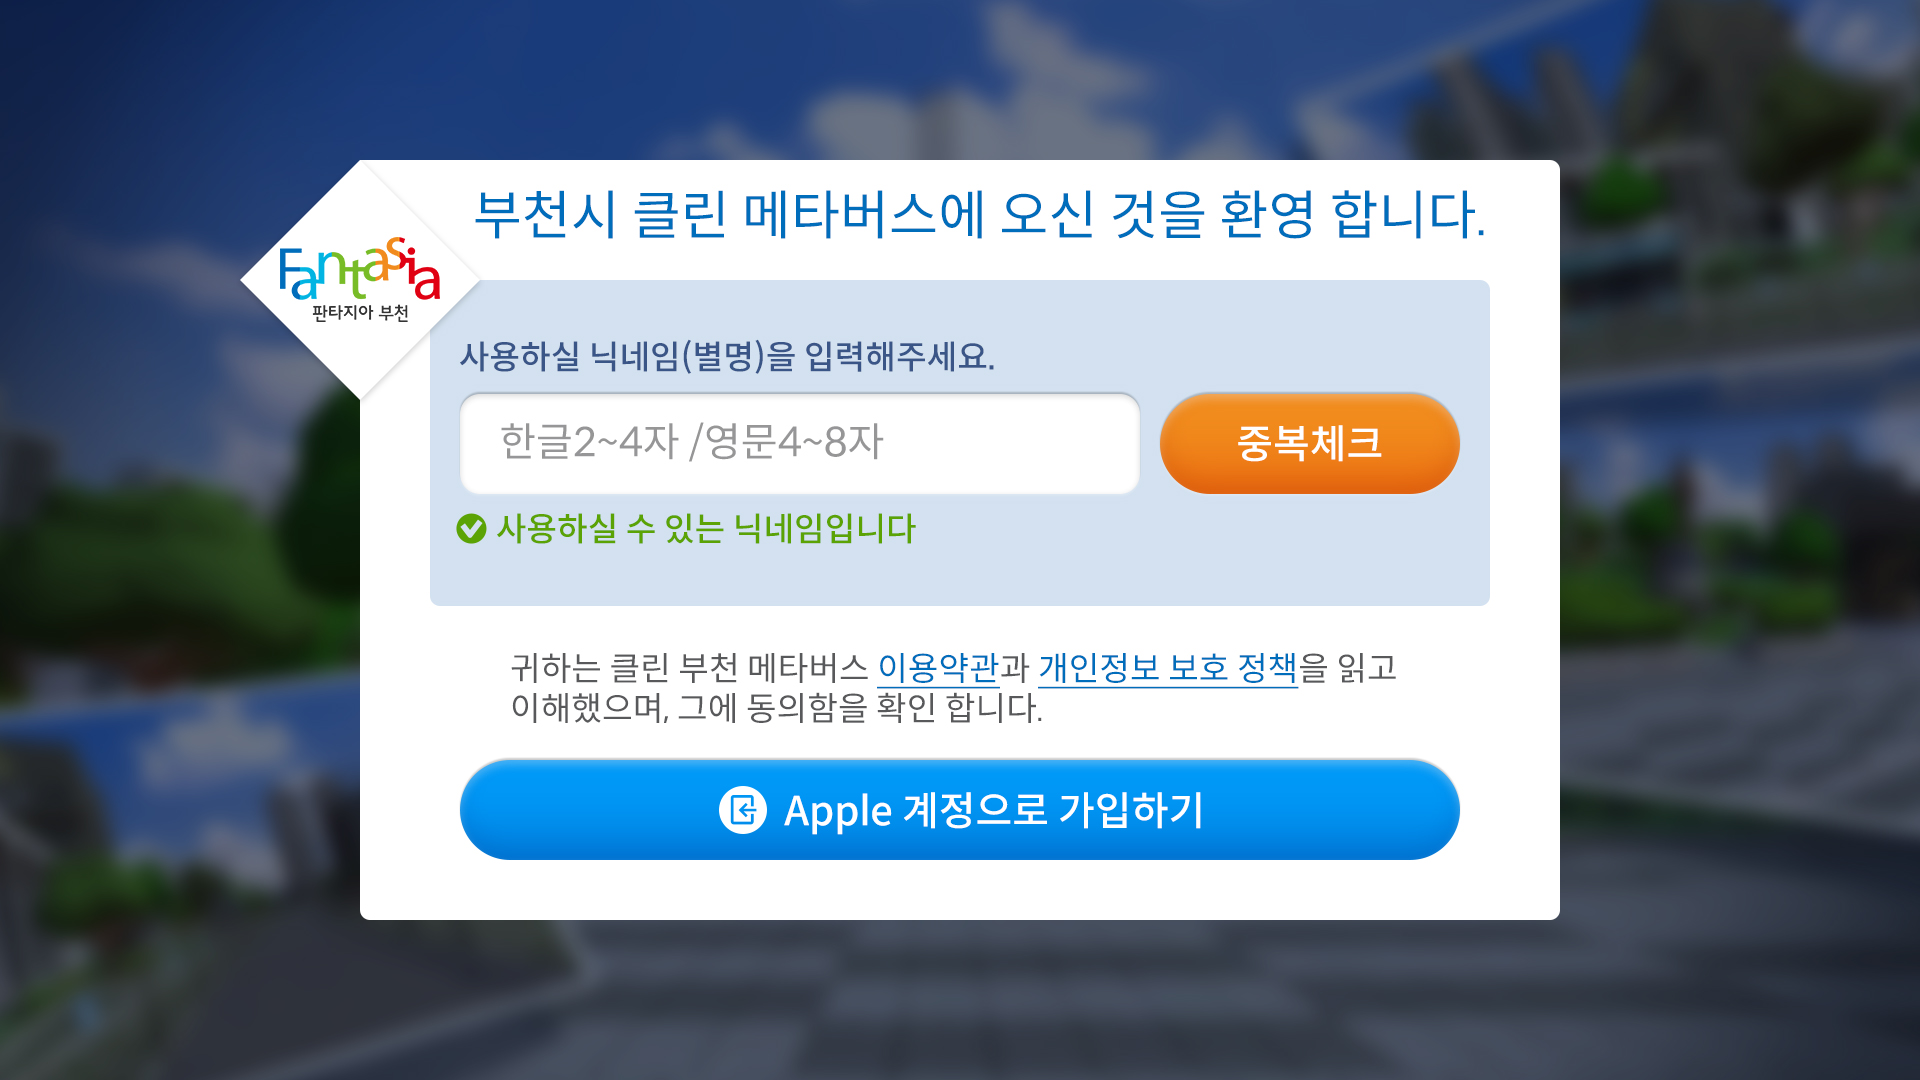 부천시 클린 메타버스에 오신 것을 환영 합니다.
Fantasia
판타지아 부천
사용하실 닉네임(별명)을 입력해주세요.
한글2~4자 /영문4~8자
중복체크
사용하실 수 있는 닉네임입니다
귀하는 클린 부천 메타버스 이용약관과 개인정보 보호 정책을 읽고
이해했으며, 그에 동의함을 확인 합니다.
Apple 계정으로 가입하기